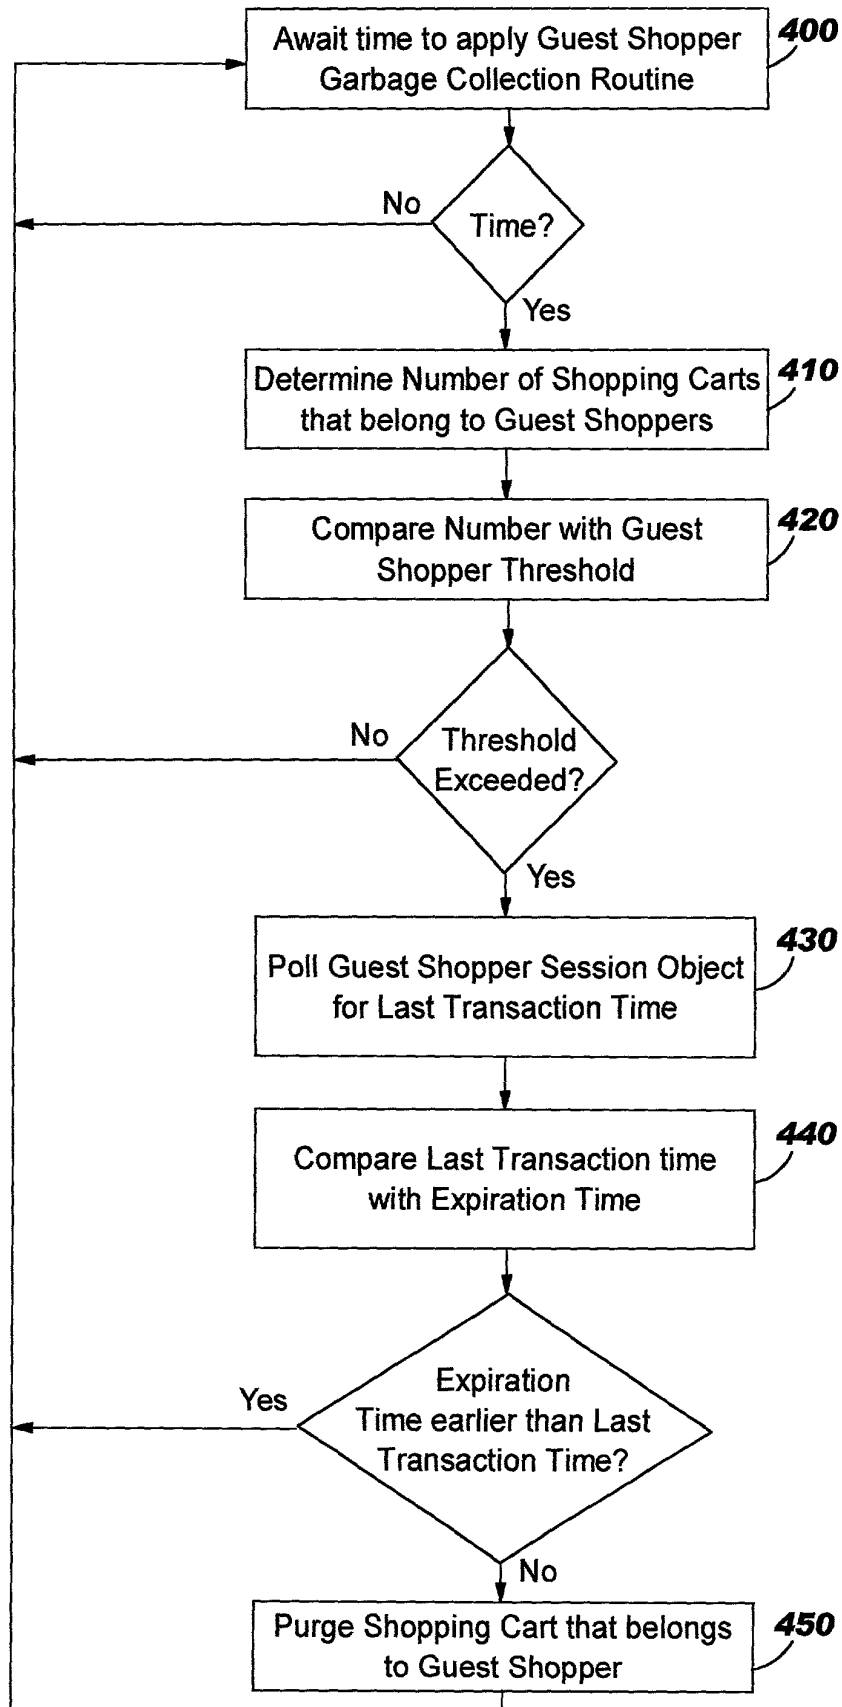 Await time to apply Guest Shopper
Garbage Collection Routine
400
No
Time?
Yes
Determine Number of Shopping Carts
that belong to Guest Shoppers
410
Compare Number with Guest
Shopper Threshold
420
No
Threshold
Exceeded?
Yes
Poll Guest Shopper Session Object
for Last Transaction Time
430
Compare Last Transaction time
with Expiration Time
440
Yes
Expiration
Time earlier than Last
Transaction Time?
No
Purge Shopping Cart that belongs
to Guest Shopper
450